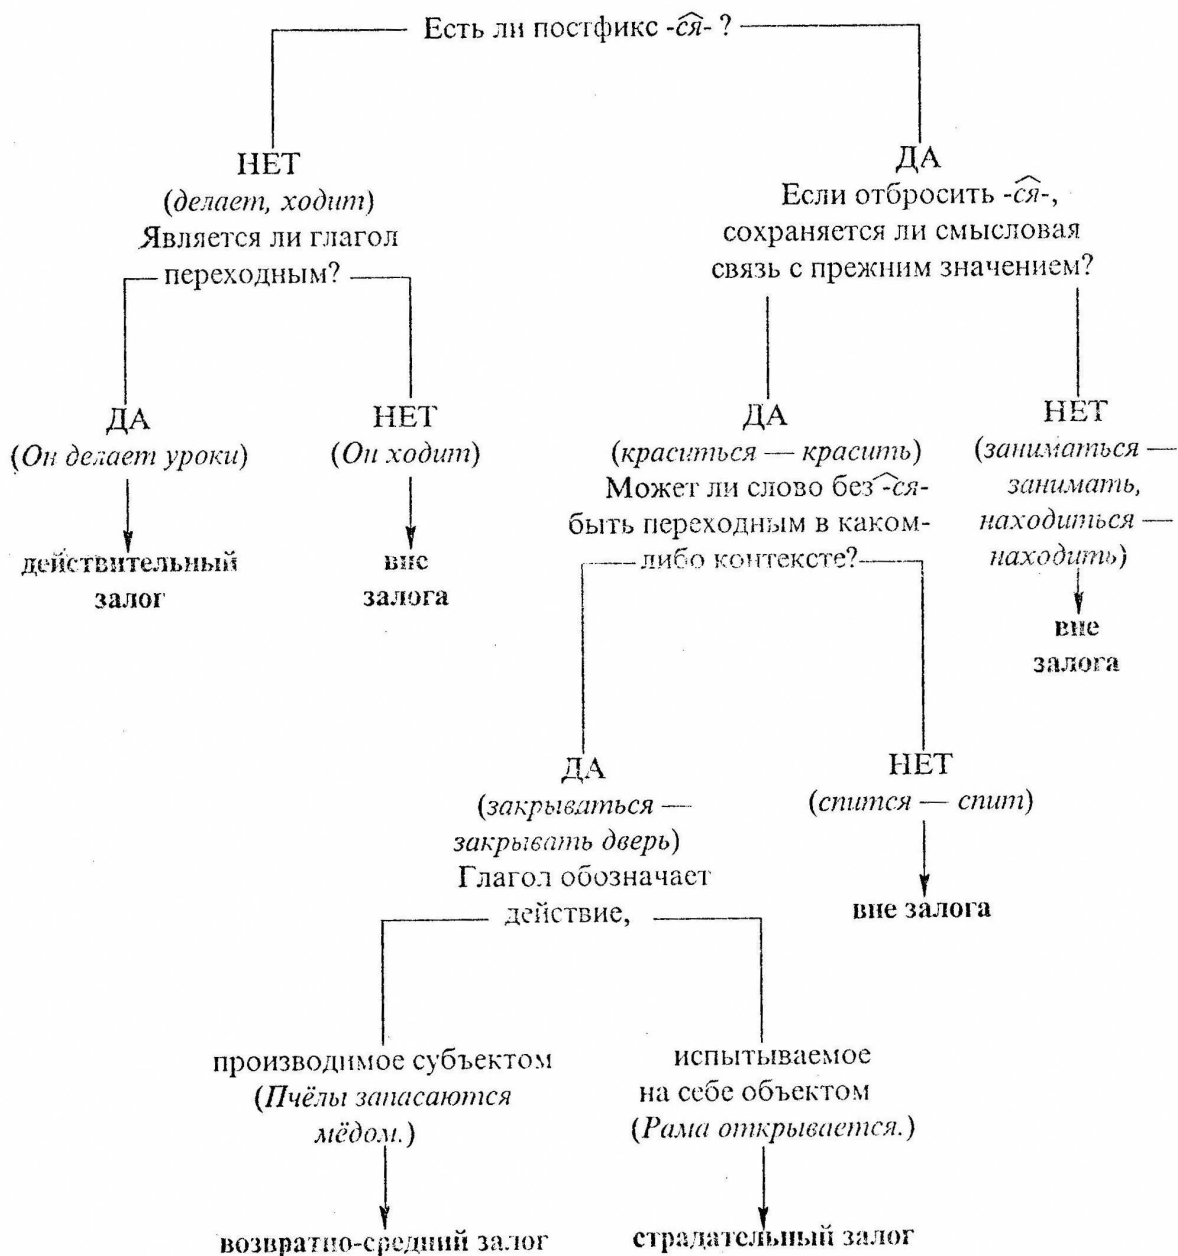 Есть ли постфикс -ся- ?
НЕТ
(делает, ходит)
Является ли глагол
переходным?
ДА
Если отбросить -ся-,
сохраняется ли смысловая
связь с прежним значением?
ДА
(Он делает уроки)
действительный
залог
НЕТ
(Он ходит)
вне
залога
ДА
(краситься — красить)
Может ли слово без -ся-
быть переходным в каком-
либо контексте?
НЕТ
(заниматься —
занимать,
находиться —
находить)
вне
залога
ДА
(закрываться —
закрывать дверь)
Глагол обозначает
действие,
НЕТ
(спится — спит)
вне залога
производимое субъектом
(Пчёлы запасаются
мёдом.)
возвратно-средний залог
испытываемое
на себе объектом
(Рама открывается.)
страдательный залог